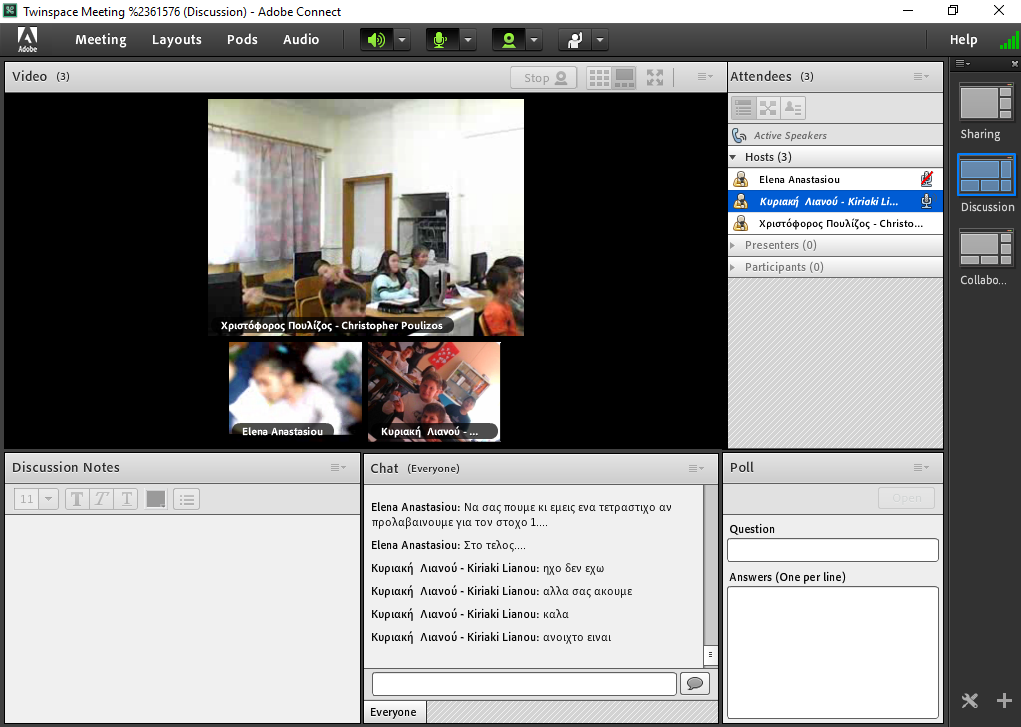 Twinspace Meeting %2361576 (Discussion) - Adobe Connect
Adobe
Meeting Layouts Pods Audio Help
Video (3)
Stop
Χριστόφορος Πουλίζος - Christopher Poulizos
Elena Anastasiou
Κυριακή Λιανού - ...
Attendees (3)
Active Speakers
Hosts (3)
Elena Anastasiou
Κυριακή Λιανού - Kiriaki Li...
Χριστόφορος Πουλίζος - Christo...
Presenters (0)
Participants (0)
Sharing
Discussion
Collabo...
Discussion Notes
11
T T T
Chat (Everyone)
Elena Anastasiou: Να σας πουμε κι εμεις ενα τετραστιχο αν
προλαβαινουμε για τον στοχο 1....
Elena Anastasiou: Στο τελος....
Κυριακή Λιανού - Kiriaki Lianou: ηχο δεν εχω
Κυριακή Λιανού - Kiriaki Lianou: αλλα σας ακουμε
Κυριακή Λιανού - Kiriaki Lianou: καλα
Κυριακή Λιανού - Kiriaki Lianou: ανοιχτο ειναι
Everyone
Poll
Open
Question
Answers (One per line)